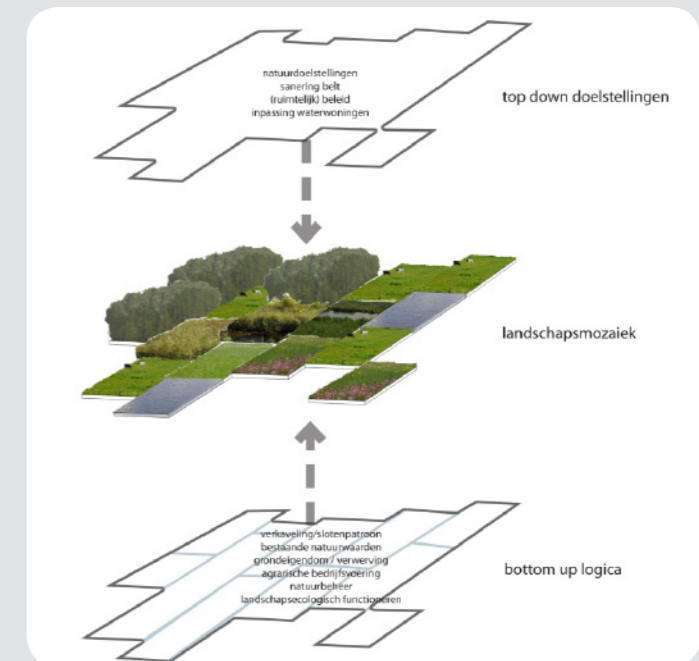 natuurdoelstellingen
sanering belt
(ruimtelijk) beleid
inpassing waterwoningen
top down doelstellingen
landschapsmozaiek
verkaveling/slotenpatroon
bestaande natuurwaarden
grondeigendom / verwerving
agrarische bedrijfsvoering
natuurbeheer
landschapsecologisch functioneren
bottom up logica